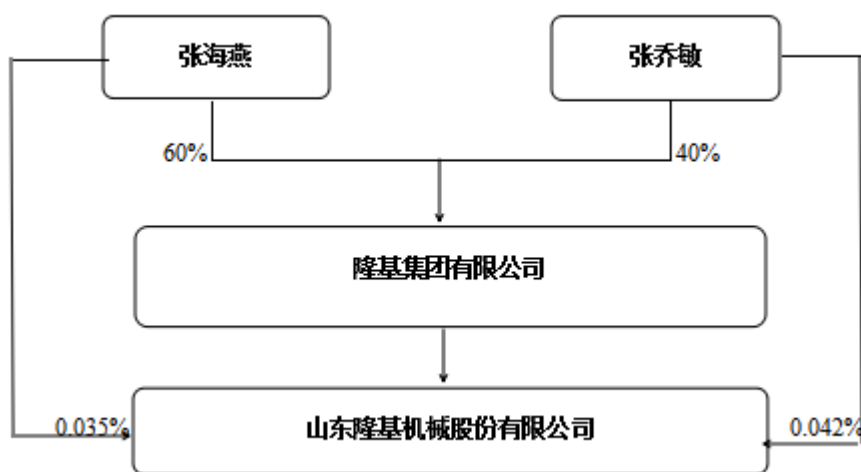 张海燕
张乔敏
60%
40%
隆基集团有限公司
0.035%
山东隆基机械股份有限公司
0.042%